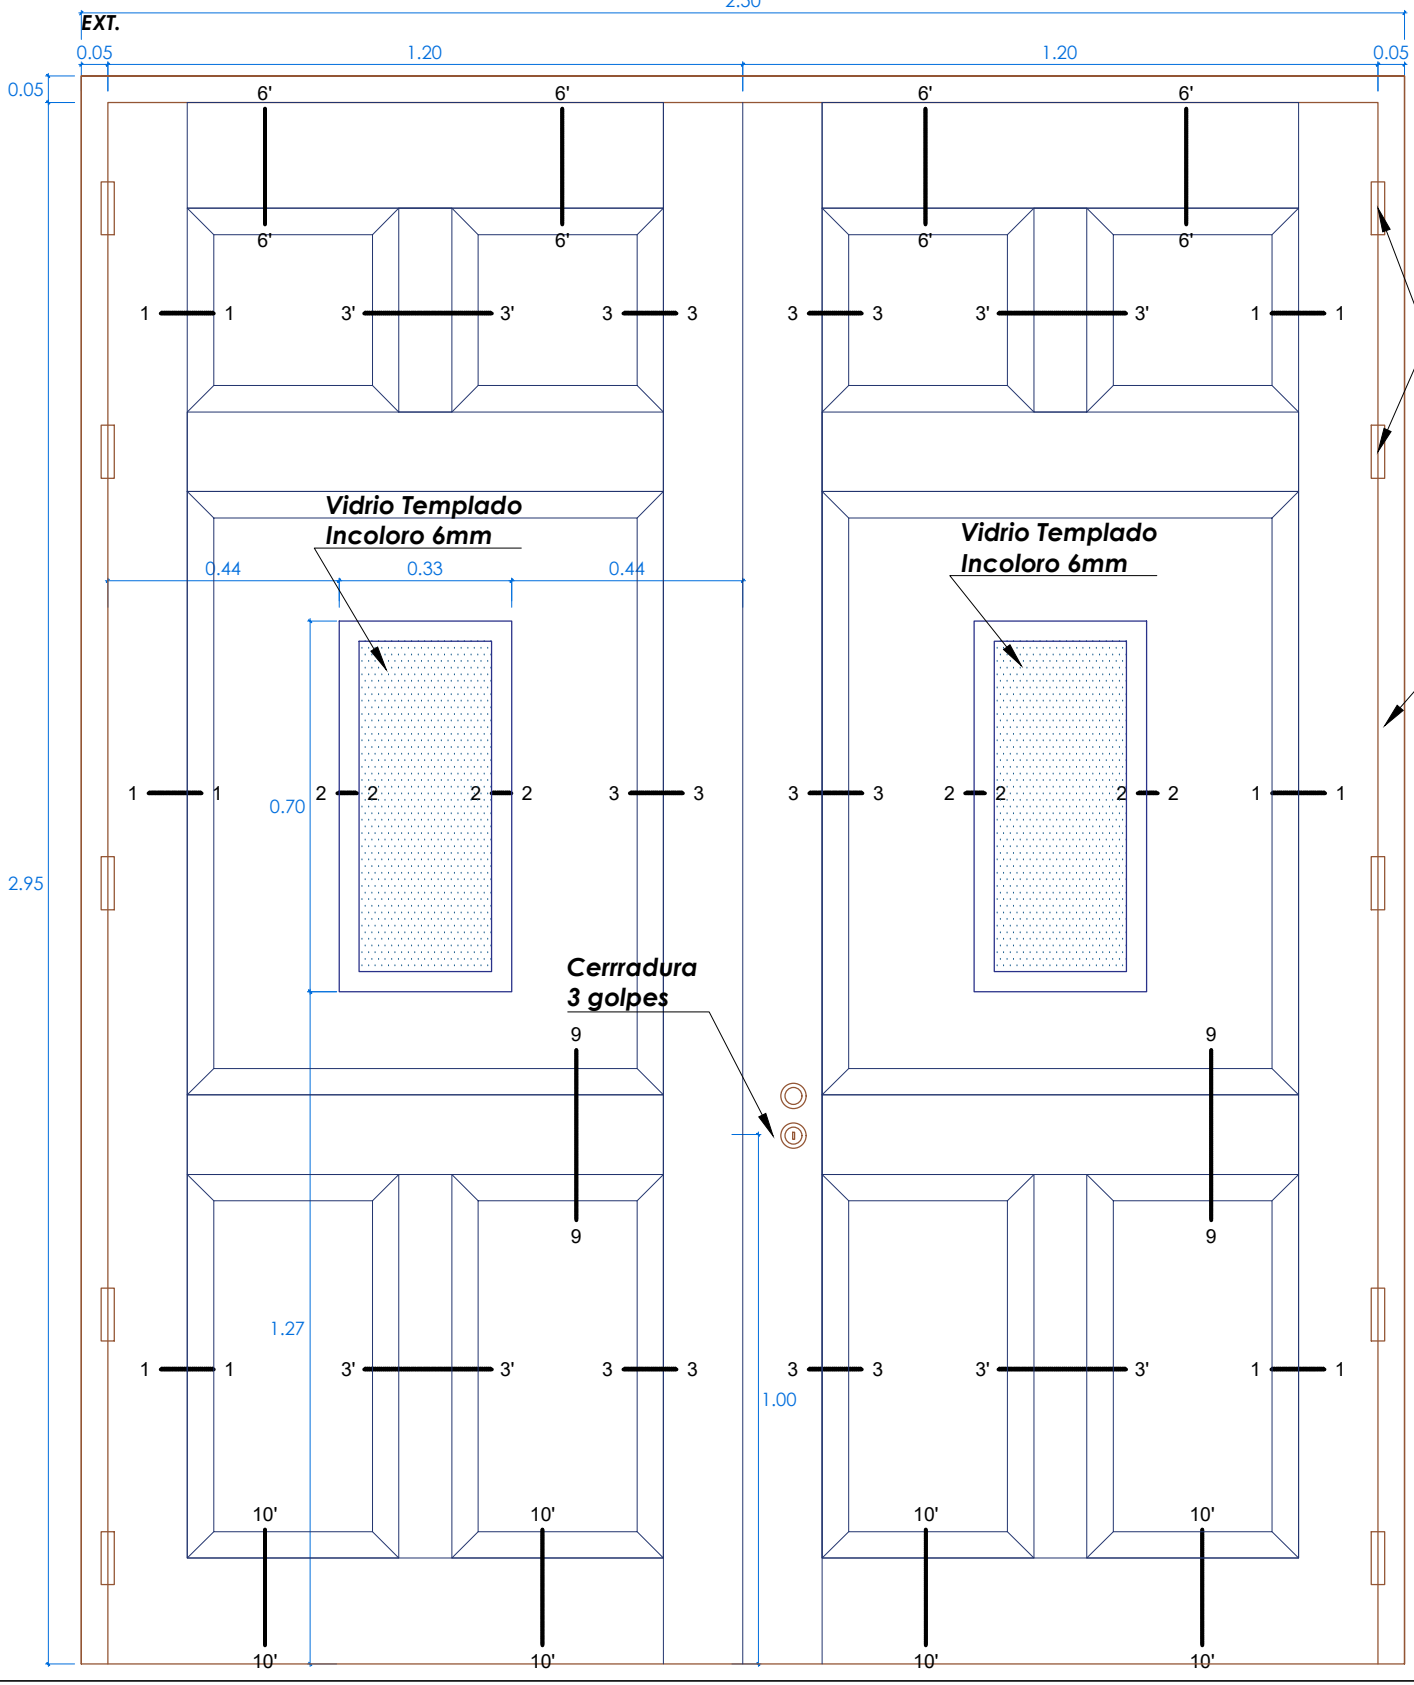 2.50
EXT.
0.05 1.20 1.20 0.05
0.05
6' 6' 6' 6'
6' 6' 6' 6'
1 1 3' 3' 3 3 3 3 3' 3' 1 1
Vidrio Templado
Incoloro 6mm
Vidrio Templado
Incoloro 6mm
0.44 0.33 0.44
1 1 2 2 2 2 3 3 3 3 2 2 2 2 1 1
0.70
2.95
Cerrradura
3 golpes
9 9
9 9
1.27
1 1 3' 3' 3 3 3 3 3' 3' 1 1
1.00
10' 10' 10' 10'
10' 10' 10' 10'